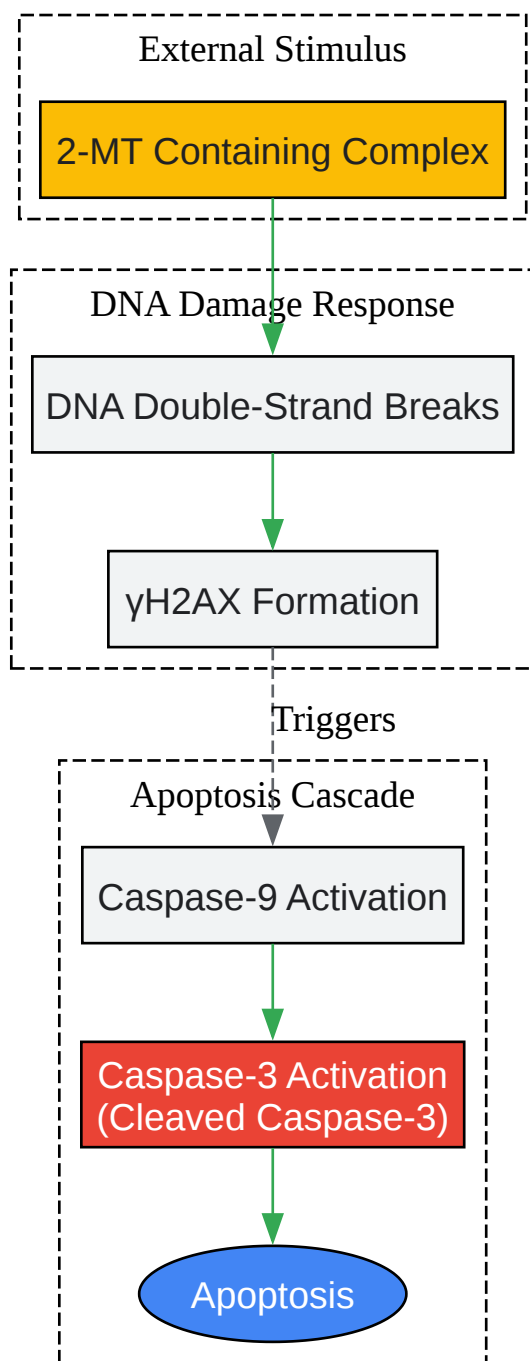 External Stimulus
2-MT Containing Complex
DNA Damage Response
DNA Double-Strand Breaks
γH2AX Formation
Triggers
Apoptosis Cascade
Caspase-9 Activation
Caspase-3 Activation
(Cleaved Caspase-3)
Apoptosis